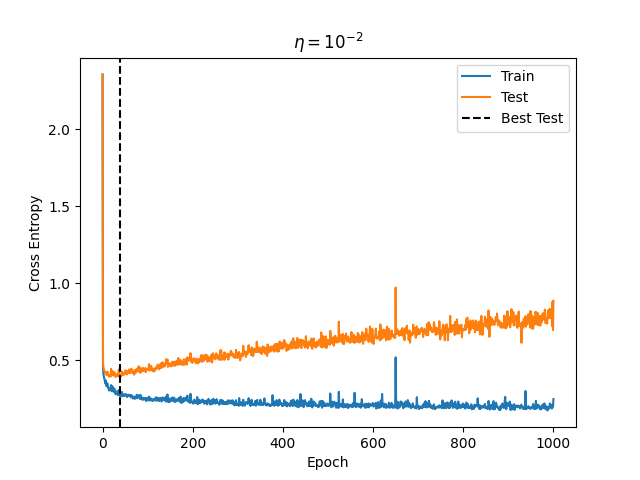 η = 10⁻²
Train
Test
Best Test
Cross Entropy
2.0
1.5
1.0
0.5
0
200
400
600
800
1000
Epoch